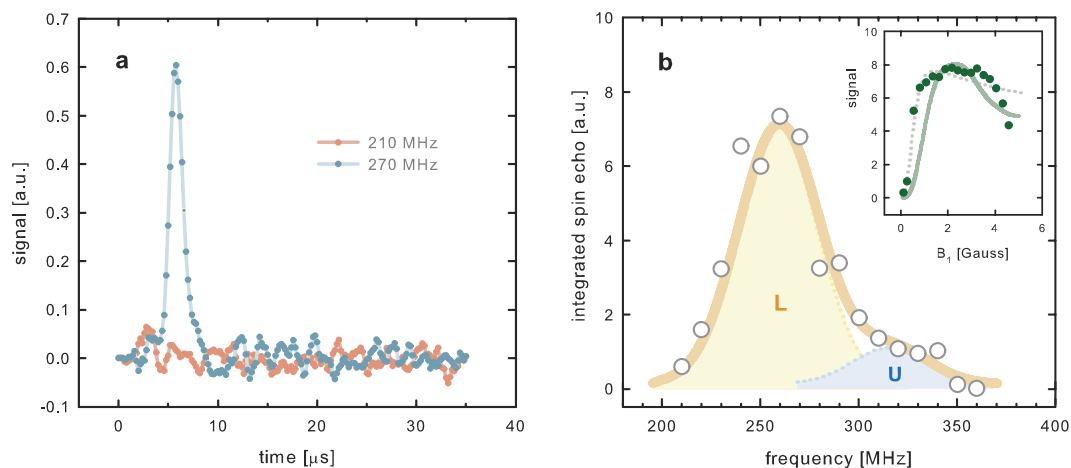 a
0.6
0.5
0.4
0.3
0.2
0.1
0.0
-0.1
signal [a.u.]
210 MHz
270 MHz
0 10 20 30 40
time [μs]
b
10
8
6
4
2
0
integrated spin echo [a.u.]
L
U
200 250 300 350 400
frequency [MHz]
10
8
6
4
2
0
signal
0 2 4 6
B₁ [Gauss]